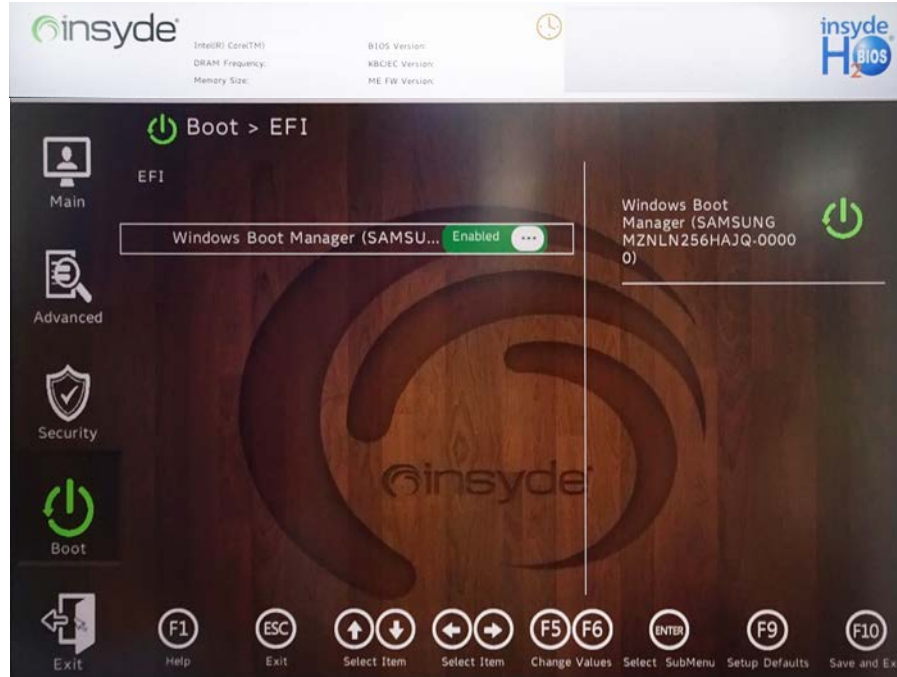 insyde
insyde
H2BIOS
Intel(R) Core(TM)
BIOS Version:
DRAM Frequency:
KBC/EC Version:
Memory Size:
ME FW Version:
Boot > EFI
EFI
Main
Windows Boot Manager (SAMSU... Enabled
Windows Boot
Manager (SAMSUNG
MZNLN256HAJQ-0000
0)
Advanced
Security
insyde
Boot
Exit
F1
Help
ESC
Exit
Select Item
Select Item
F5 F6
Change Values
ENTER
Select SubMenu
F9
Setup Defaults
F10
Save and Ex